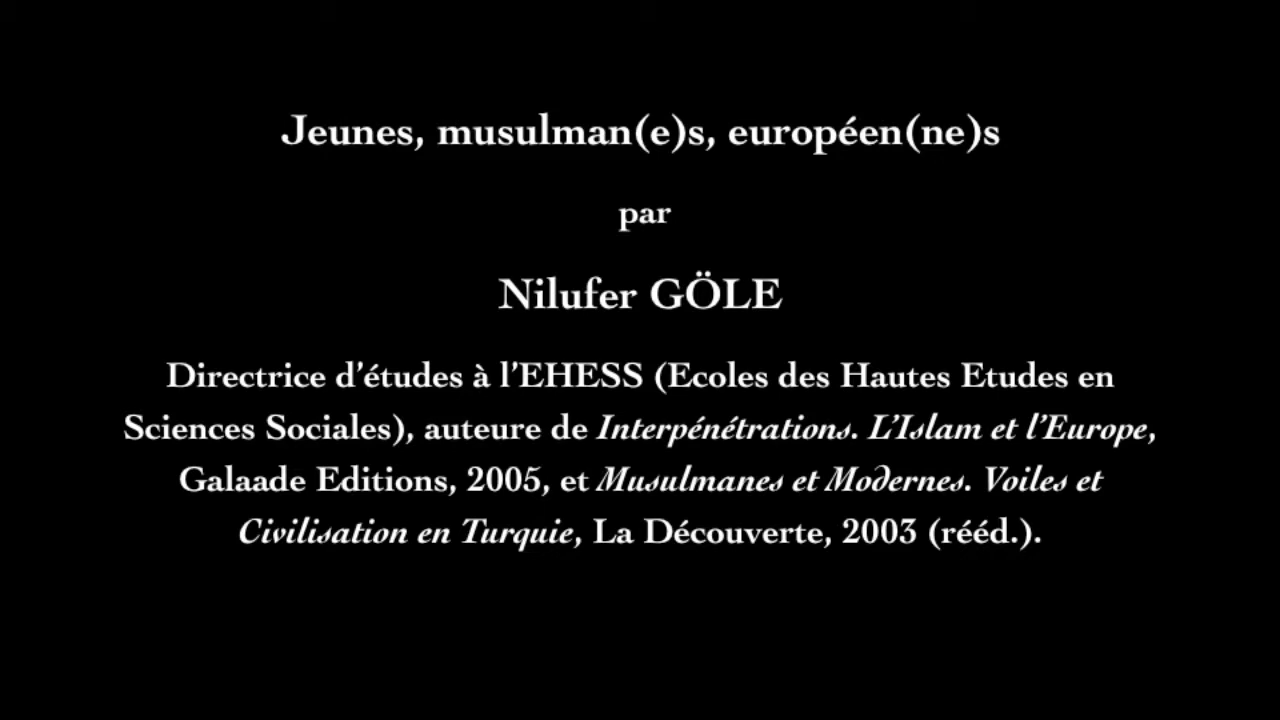 Jeunes, musulman(e)s, européen(ne)s
par
Nilufer GÖLE
Directrice d’études à l’EHESS (Ecoles des Hautes Etudes en
Sciences Sociales), auteure de Interpénétrations. L’Islam et l’Europe,
Galaade Editions, 2005, et Musulmanes et Modernes. Voiles et
Civilisation en Turquie, La Découverte, 2003 (rééd.).